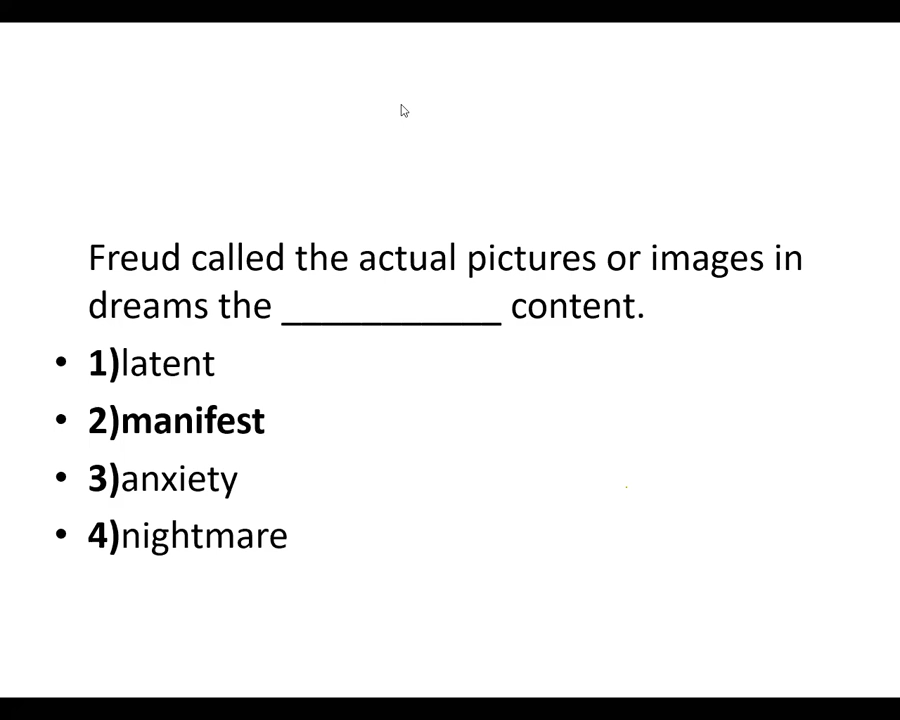 Freud called the actual pictures or images in
dreams the ____________ content.
• 1)latent
• 2)manifest
• 3)anxiety
• 4)nightmare